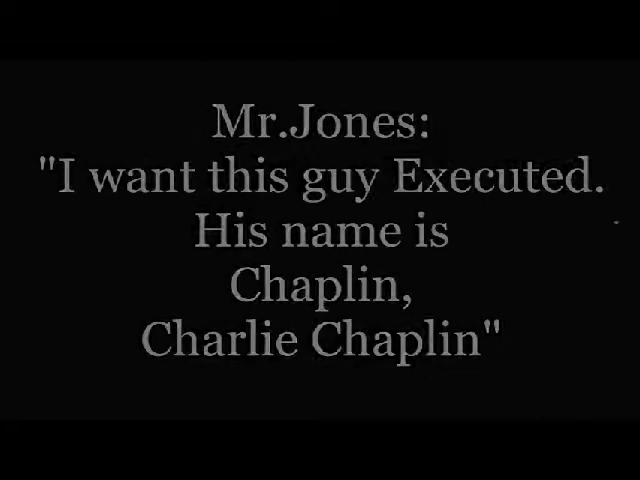 Mr.Jones:
"I want this guy Executed.
His name is
Chaplin,
Charlie Chaplin"